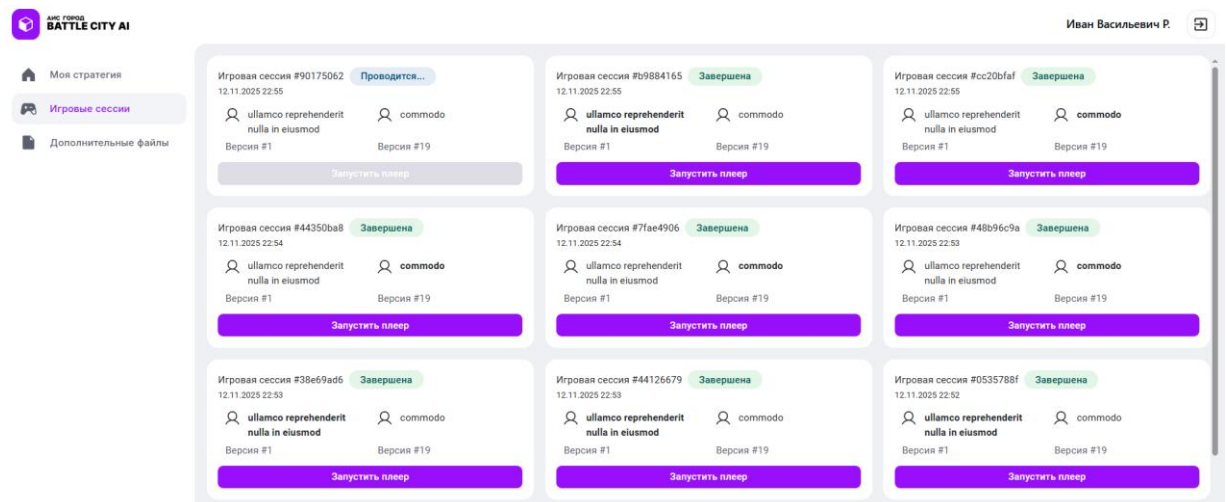 АИС ГОРОД
BATTLE CITY AI
Иван Васильевич Р.
Моя стратегия
Игровые сессии
Дополнительные файлы
Игровая сессия #90175062 Проводится...
12.11.2025 22:55
ullamco reprehenderit commodo
nulla in eiusmod
Версия #1 Версия #19
Запустить плеер
Игровая сессия #b9884165 Завершена
12.11.2025 22:55
ullamco reprehenderit commodo
nulla in eiusmod
Версия #1 Версия #19
Запустить плеер
Игровая сессия #cc20bfaf Завершена
12.11.2025 22:55
ullamco reprehenderit commodo
nulla in eiusmod
Версия #1 Версия #19
Запустить плеер
Игровая сессия #44350ba8 Завершена
12.11.2025 22:54
ullamco reprehenderit commodo
nulla in eiusmod
Версия #1 Версия #19
Запустить плеер
Игровая сессия #7fae4906 Завершена
12.11.2025 22:54
ullamco reprehenderit commodo
nulla in eiusmod
Версия #1 Версия #19
Запустить плеер
Игровая сессия #48b96c9a Завершена
12.11.2025 22:53
ullamco reprehenderit commodo
nulla in eiusmod
Версия #1 Версия #19
Запустить плеер
Игровая сессия #38e69ad6 Завершена
12.11.2025 22:53
ullamco reprehenderit commodo
nulla in eiusmod
Версия #1 Версия #19
Запустить плеер
Игровая сессия #44126679 Завершена
12.11.2025 22:53
ullamco reprehenderit commodo
nulla in eiusmod
Версия #1 Версия #19
Запустить плеер
Игровая сессия #0535788f Завершена
12.11.2025 22:52
ullamco reprehenderit commodo
nulla in eiusmod
Версия #1 Версия #19
Запустить плеер